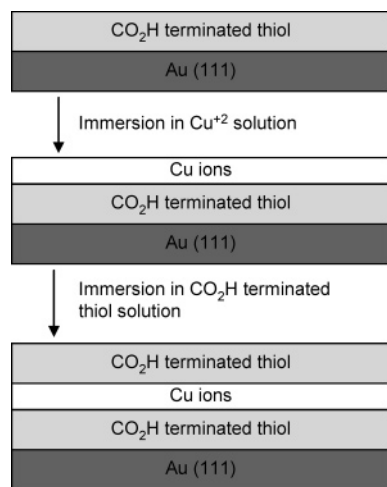 CO₂H terminated thiol
Au (111)
Immersion in Cu⁺² solution
Cu ions
CO₂H terminated thiol
Au (111)
Immersion in CO₂H terminated
thiol solution
CO₂H terminated thiol
Cu ions
CO₂H terminated thiol
Au (111)